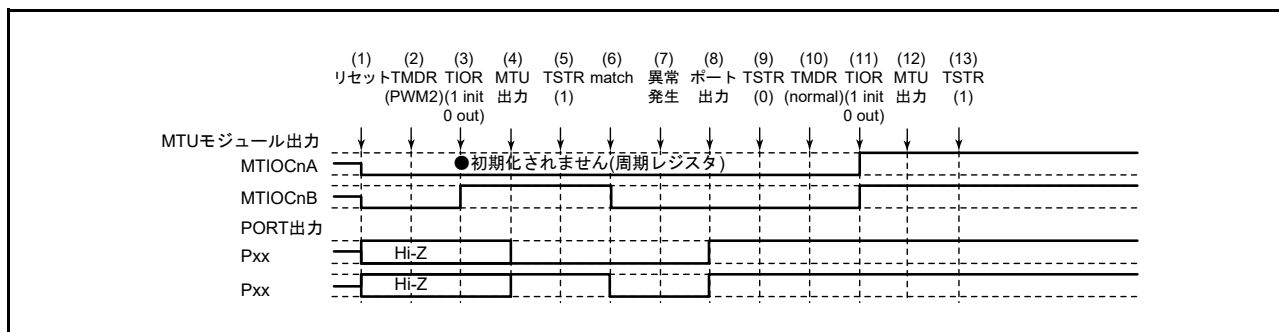 (1) (2) (3) (4) (5) (6) (7) (8) (9) (10) (11) (12) (13)
リセット TMDR TIOR MTU TSTR match 異常 ポート TSTR TMDR TIOR MTU TSTR
(PWM2) (1 init 出力 (1) 発生 出力 (0) (normal) (1 init 出力 (1)
0 out) 0 out)
MTUモジュール出力
MTIOCnA ●初期化されません(周期レジスタ)
MTIOCnB
PORT出力
Pxx Hi-Z
Pxx Hi-Z